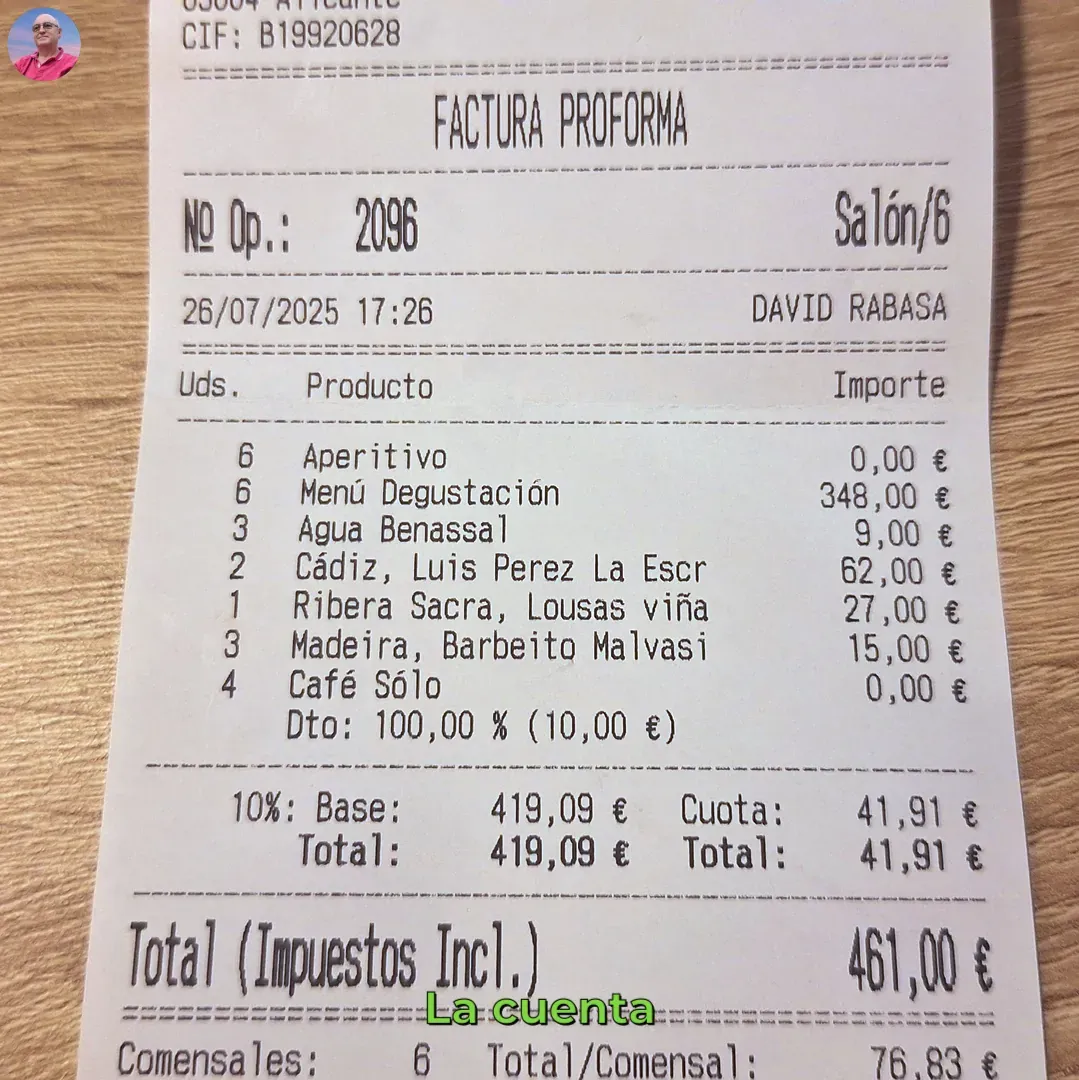 03004 Alicante
CIF: B19920628
FACTURA PROFORMA
Nº Op.: 2096 Salón/6
26/07/2025 17:26 DAVID RABASA
Uds. Producto Importe
6 Aperitivo 0,00 €
6 Menú Degustación 348,00 €
3 Agua Benassal 9,00 €
2 Cádiz, Luis Perez La Escr 62,00 €
1 Ribera Sacra, Lousas viña 27,00 €
3 Madeira, Barbeito Malvasi 15,00 €
4 Café Sólo 0,00 €
Dto: 100,00 % (10,00 €)
10%: Base: 419,09 € Cuota: 41,91 €
Total: 419,09 € Total: 41,91 €
Total (Impuestos Incl.) 461,00 €
La cuenta
Comensales: 6 Total/Comensal: 76,83 €